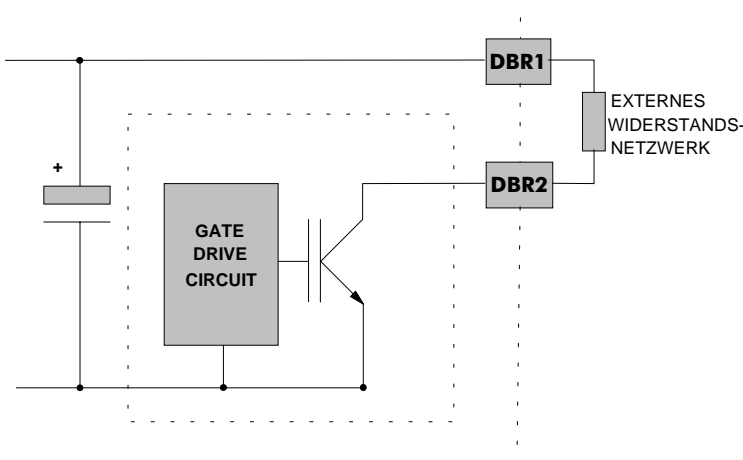 DBR1
EXTERNES
WIDERSTANDS-
NETZWERK
+
DBR2
GATE
DRIVE
CIRCUIT